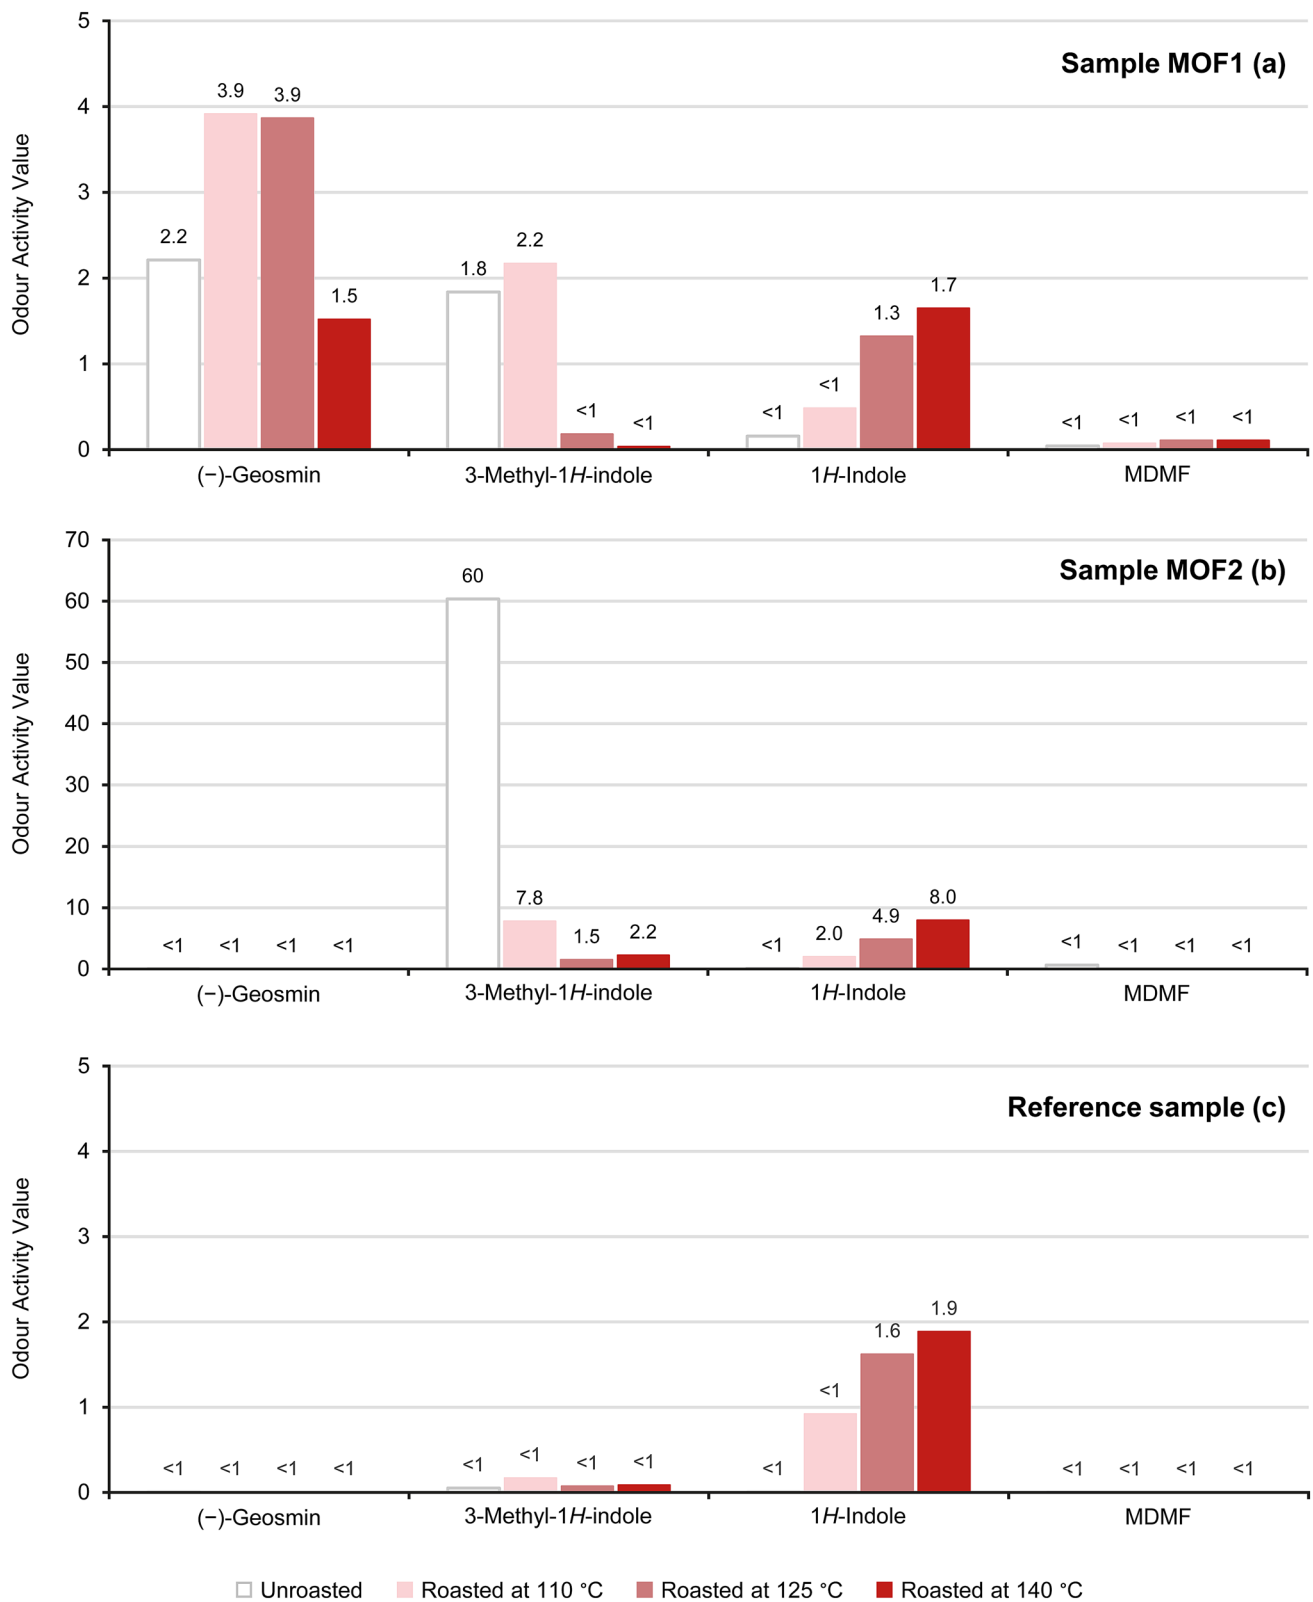 Sample MOF1 (a)
Odour Activity Value
5
4
3
2
1
0
2.2 3.9 3.9 1.5
1.8 2.2 <1 <1
<1 <1 1.3 1.7
<1 <1 <1 <1
(−)-Geosmin 3-Methyl-1H-indole 1H-Indole MDMF
Sample MOF2 (b)
Odour Activity Value
70
60
50
40
30
20
10
0
<1 <1 <1 <1
60 7.8 1.5 2.2
<1 2.0 4.9 8.0
<1 <1 <1 <1
(−)-Geosmin 3-Methyl-1H-indole 1H-Indole MDMF
Reference sample (c)
Odour Activity Value
5
4
3
2
1
0
<1 <1 <1 <1
<1 <1 <1 <1
<1 <1 1.6 1.9
<1 <1 <1 <1
(−)-Geosmin 3-Methyl-1H-indole 1H-Indole MDMF
Unroasted Roasted at 110 °C Roasted at 125 °C Roasted at 140 °C